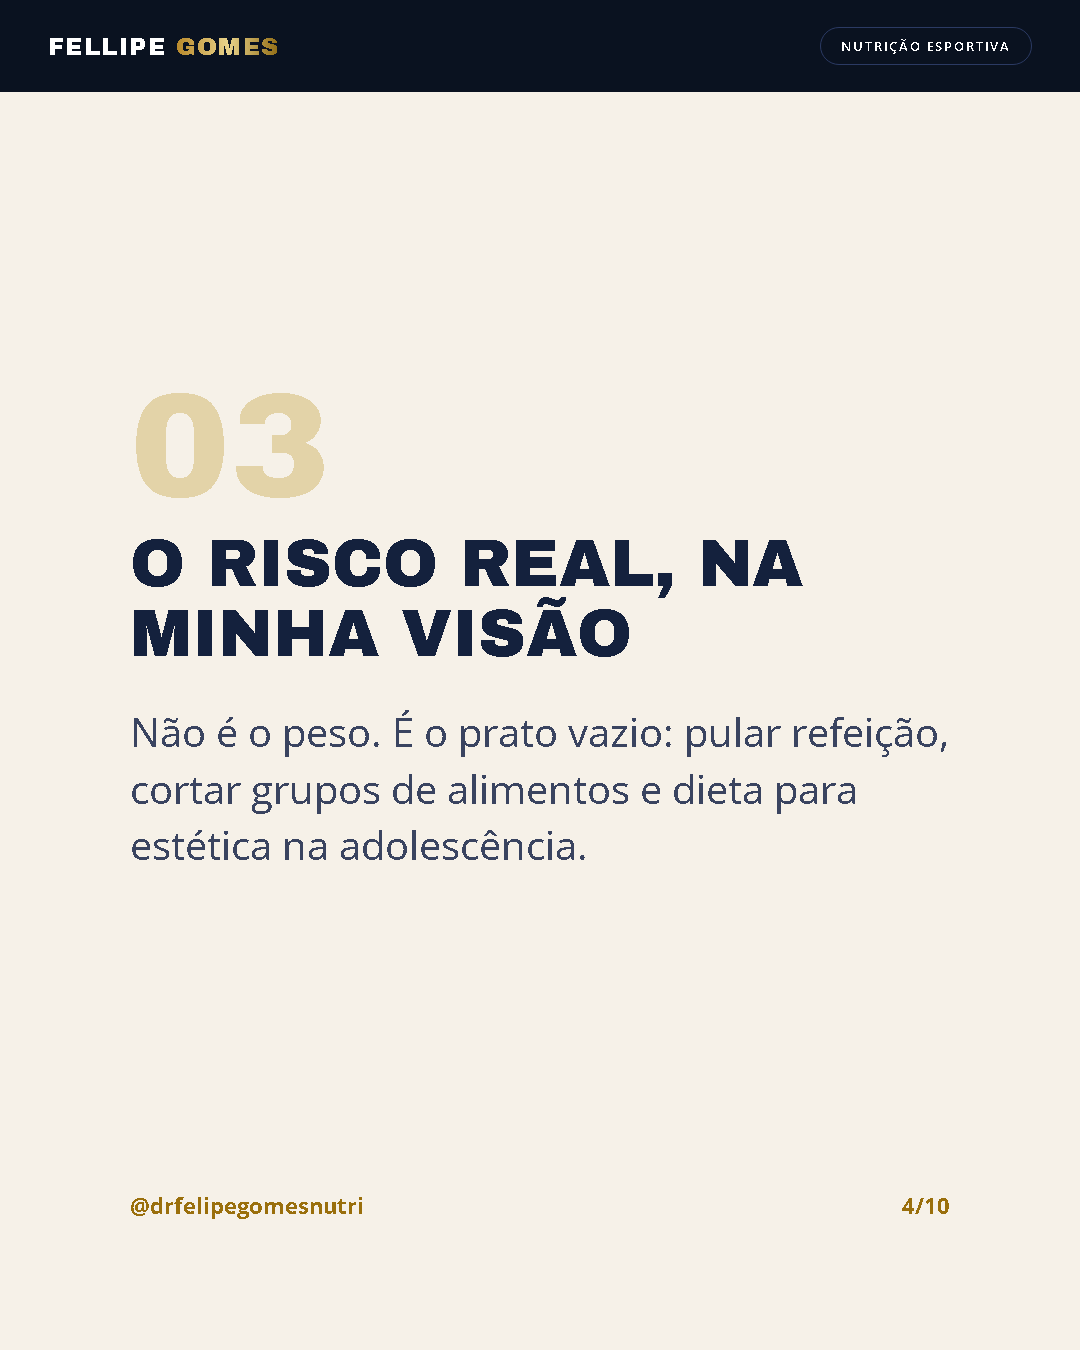 FELLIPE GOMES
NUTRIÇÃO ESPORTIVA
03
O RISCO REAL, NA
MINHA VISÃO
Não é o peso. É o prato vazio: pular refeição,
cortar grupos de alimentos e dieta para
estética na adolescência.
@drfelipegomesnutri
4/10